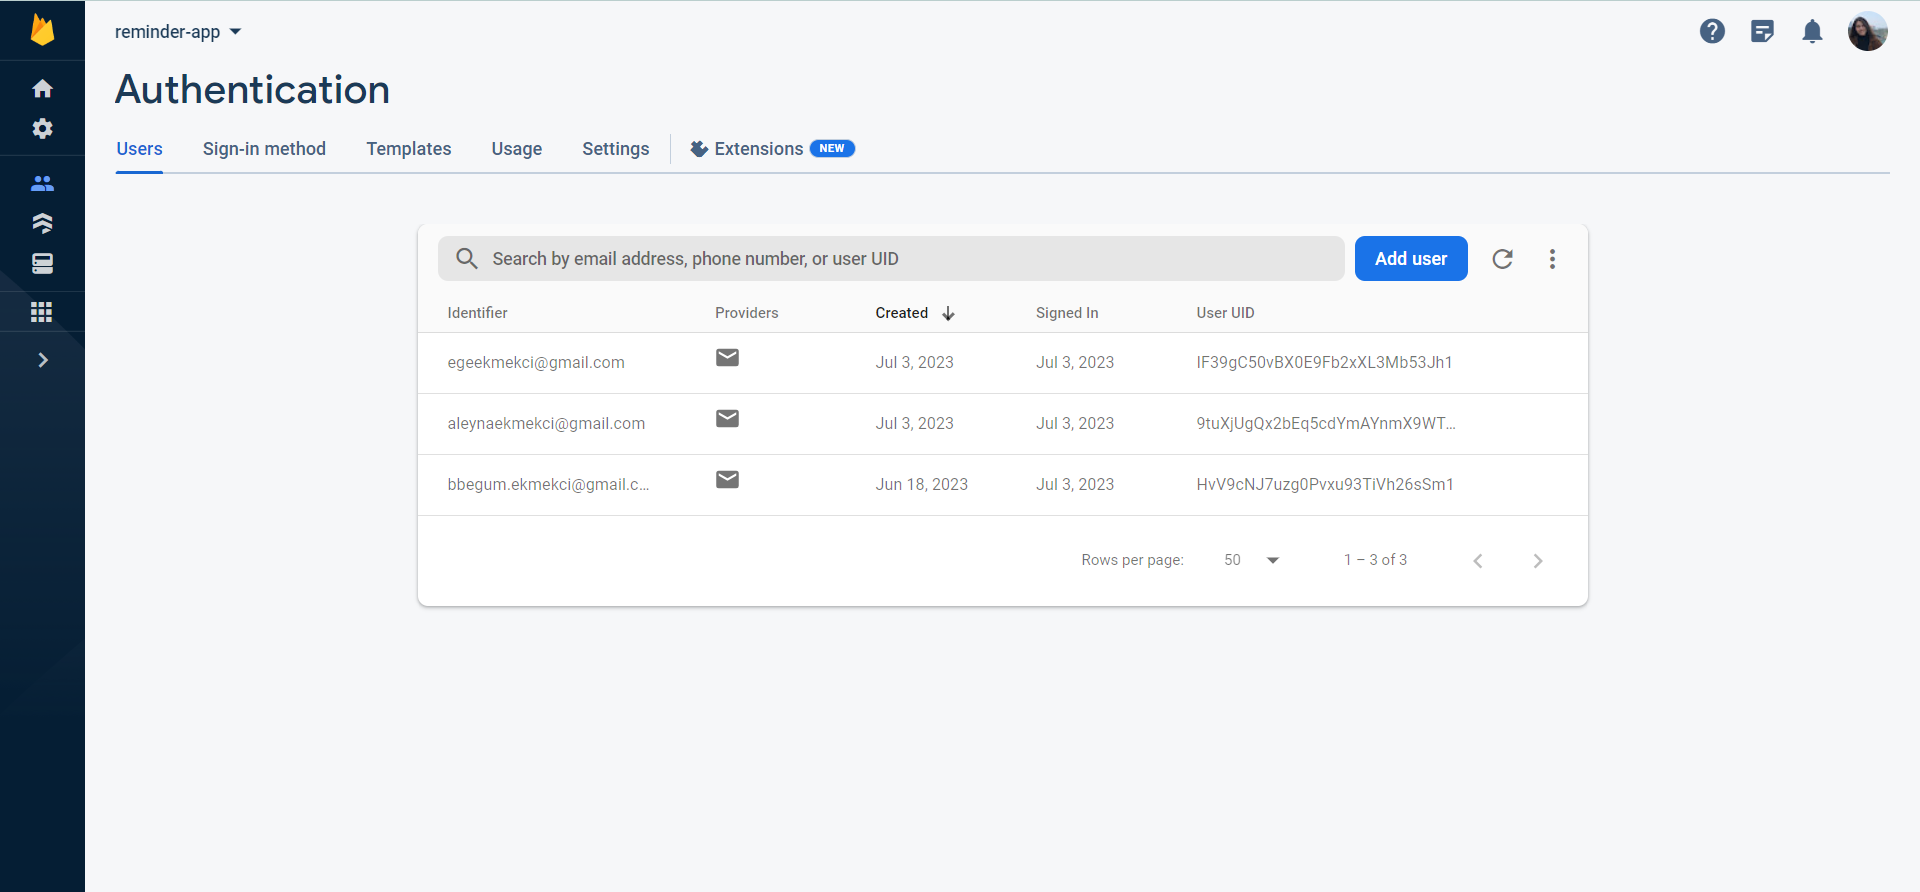 reminder-app
Authentication
Users Sign-in method Templates Usage Settings Extensions NEW
Search by email address, phone number, or user UID Add user
Identifier Providers Created Signed In User UID
egeekmekci@gmail.com Jul 3, 2023 Jul 3, 2023 IF39gC50vBX0E9Fb2xXL3Mb53Jh1
aleynaekmekci@gmail.com Jul 3, 2023 Jul 3, 2023 9tuXjUgQx2bEq5cdYmAYnmX9WT...
bbegum.ekmekci@gmail.c... Jun 18, 2023 Jul 3, 2023 HvV9cNJ7uzg0Pvxu93TiVh26sSm1
Rows per page: 50 1 – 3 of 3